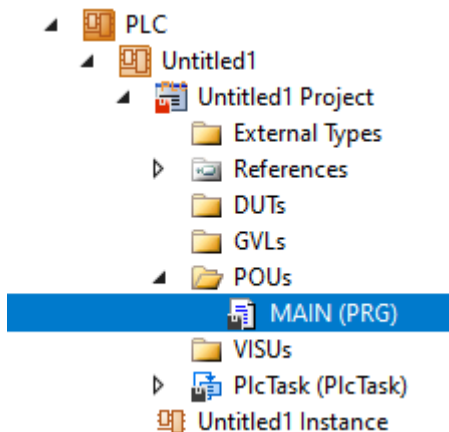 PLC
Untitled1
Untitled1 Project
External Types
References
DUTs
GVLs
POUs
MAIN (PRG)
VISUs
PlcTask (PlcTask)
Untitled1 Instance